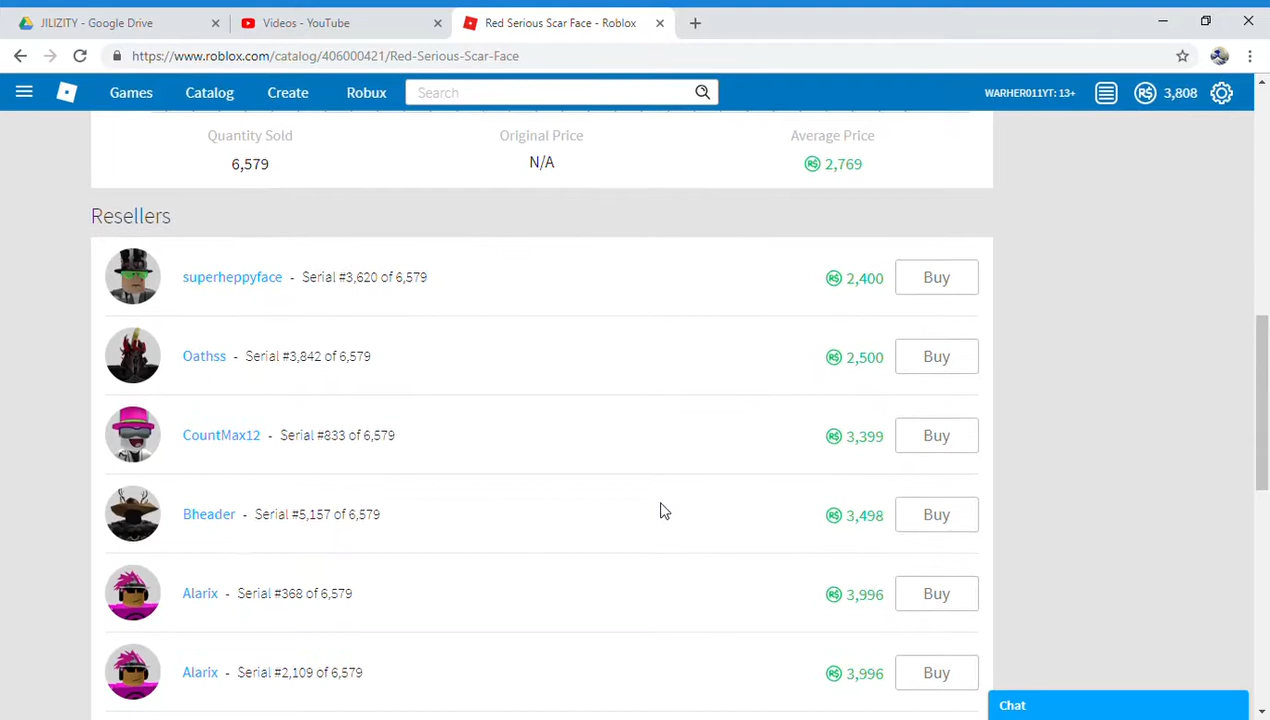 JILIZITY - Google Drive
Videos - YouTube
Red Serious Scar Face - Roblox
https://www.roblox.com/catalog/406000421/Red-Serious-Scar-Face
Games Catalog Create Robux Search WARHER011YT: 13+ R$ 3,808
Quantity Sold Original Price Average Price
6,579 N/A R$ 2,769
Resellers
superheppyface - Serial #3,620 of 6,579 R$ 2,400 Buy
Oathss - Serial #3,842 of 6,579 R$ 2,500 Buy
CountMax12 - Serial #833 of 6,579 R$ 3,399 Buy
Bheader - Serial #5,157 of 6,579 R$ 3,498 Buy
Alarix - Serial #368 of 6,579 R$ 3,996 Buy
Alarix - Serial #2,109 of 6,579 R$ 3,996 Buy
Chat